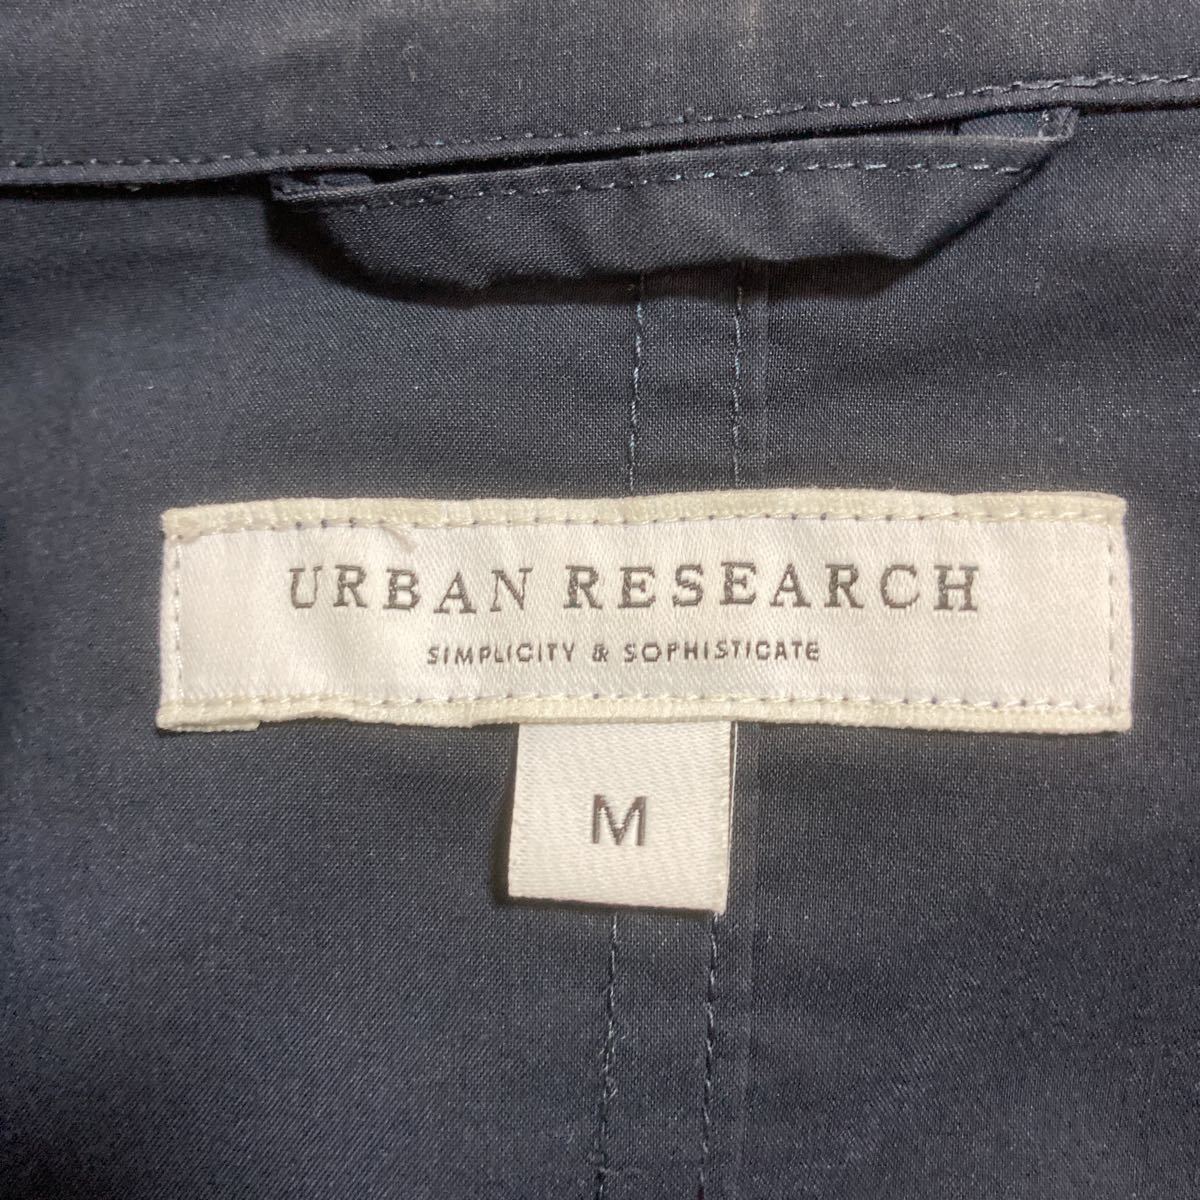 URBAN RESEARCH
SIMPLICITY & SOPHISTICATE
M